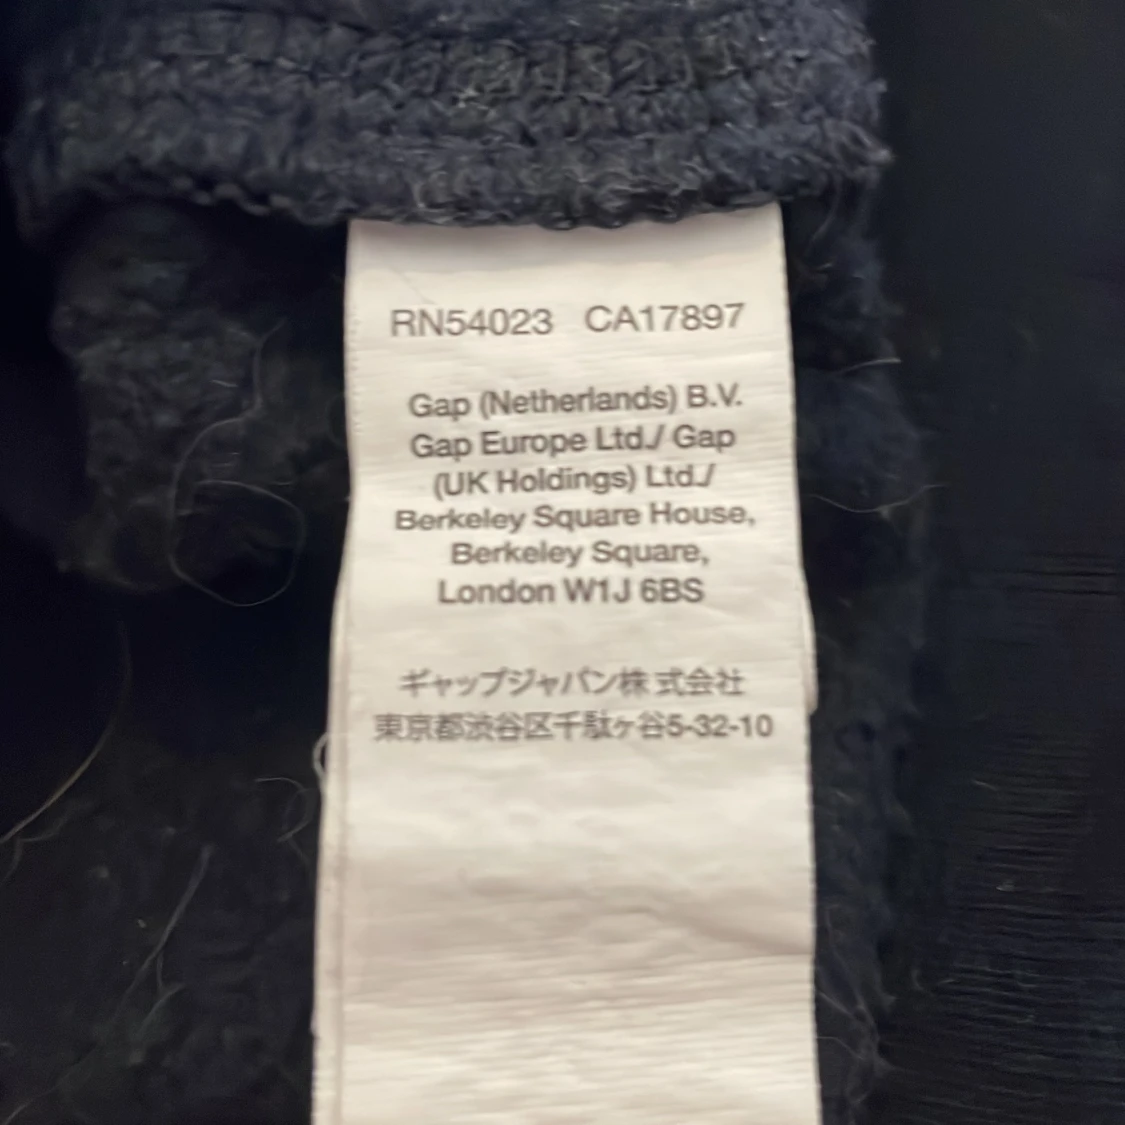 RN54023 CA17897
Gap (Netherlands) B.V.
Gap Europe Ltd./ Gap
(UK Holdings) Ltd./
Berkeley Square House,
Berkeley Square,
London W1J 6BS
ギャップジャパン株式会社
東京都渋谷区千駄ヶ谷5-32-10